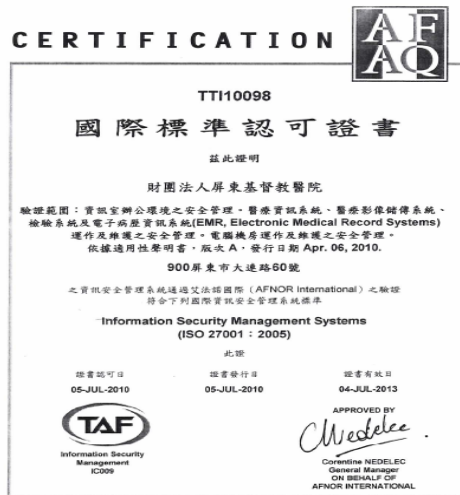 CERTIFICATION
AF
AQ
TTI10098
國際標準認可證書
茲此證明
財團法人屏東基督教醫院
驗證範圍：資訊室辦公環境之安全管理。醫療資訊系統、醫療影像儲傳系統、
檢驗系統及電子病歷資訊系統(EMR, Electronic Medical Record Systems)
運作及維護之安全管理。電腦機房運作及維護之安全管理。
依據適用性聲明書，版次 A，發行日期 Apr. 06, 2010.
900屏東市大連路60號
之資訊安全管理系統通過艾法諾國際（AFNOR International）之驗證
符合下列國際資訊安全管理系統標準
Information Security Management Systems
(ISO 27001：2005)
此證
證書認可日 證書發行日 證書有效日
05-JUL-2010 05-JUL-2010 04-JUL-2013
TAF
Information Security
Management
IC009
APPROVED BY
Nedelec
Corentine NEDELEC
General Manager
ON BEHALF OF
AFNOR INTERNATIONAL